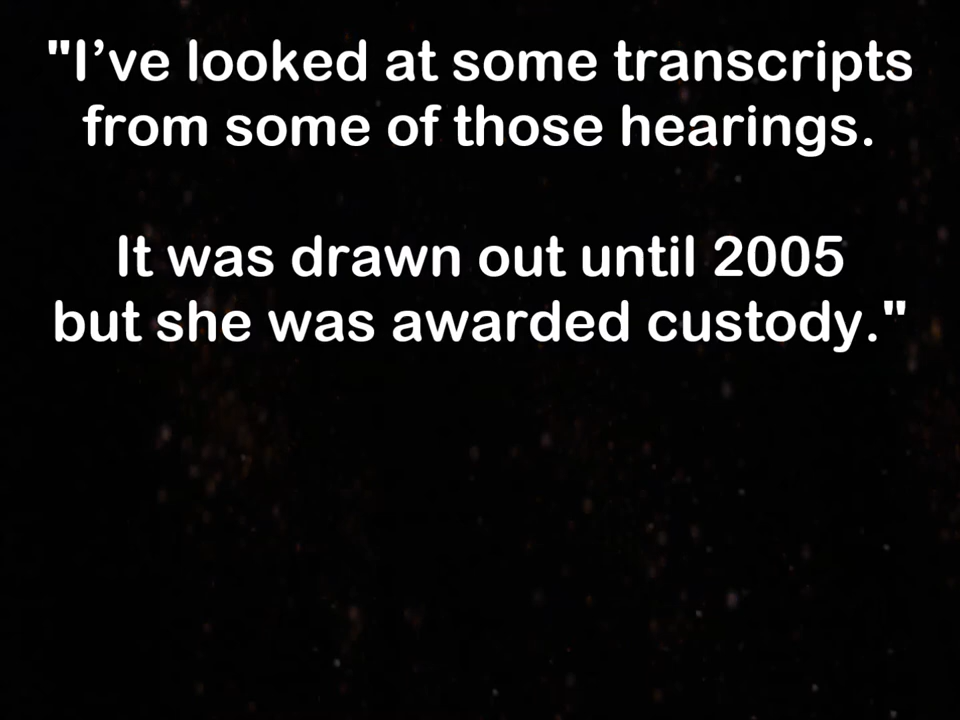 "I’ve looked at some transcripts
from some of those hearings.
It was drawn out until 2005
but she was awarded custody."